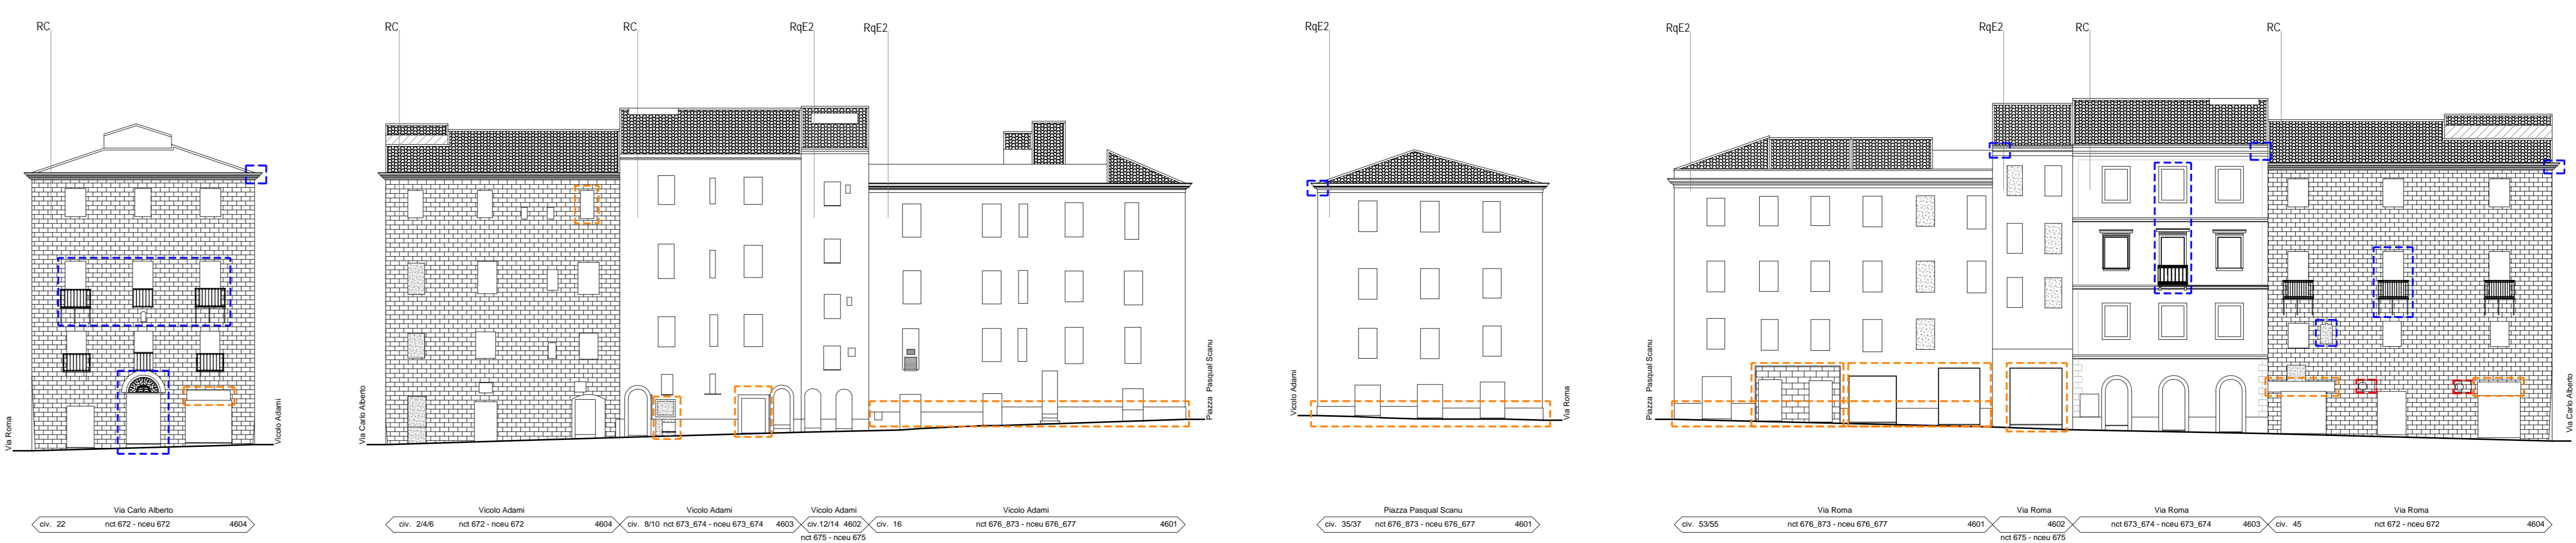 RC
RC
RC
RqE2
RqE2
RqE2
RqE2
RqE2
RC
RC
Via Roma
Vicolo Adami
Via Carlo Alberto
Piazza Pasqual Scanu
Vicolo Adami
Via Roma
Piazza Pasqual Scanu
Via Carlo Alberto
Via Carlo Alberto
civ. 22 nct 672 - nceu 672 4604
Vicolo Adami
civ. 2/4/6 nct 672 - nceu 672 4604
Vicolo Adami
civ. 8/10 nct 673_674 - nceu 673_674 4603
Vicolo Adami
civ.12/14 4602
nct 675 - nceu 675
Vicolo Adami
civ. 16 nct 676_873 - nceu 676_677 4601
Piazza Pasqual Scanu
civ. 35/37 nct 676_873 - nceu 676_677 4601
Via Roma
civ. 53/55 nct 676_873 - nceu 676_677 4601
Via Roma
4602
nct 675 - nceu 675
Via Roma
nct 673_674 - nceu 673_674 4603
Via Roma
civ. 45 nct 672 - nceu 672 4604